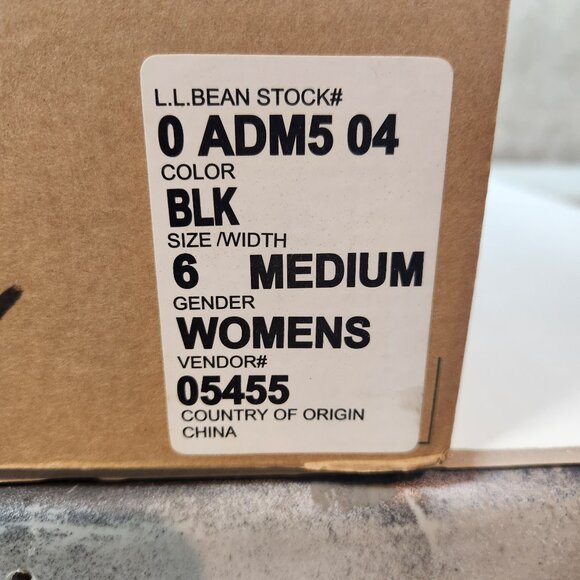 L.L.BEAN STOCK#
0 ADM5 04
COLOR
BLK
SIZE /WIDTH
6 MEDIUM
GENDER
WOMENS
VENDOR#
05455
COUNTRY OF ORIGIN
CHINA